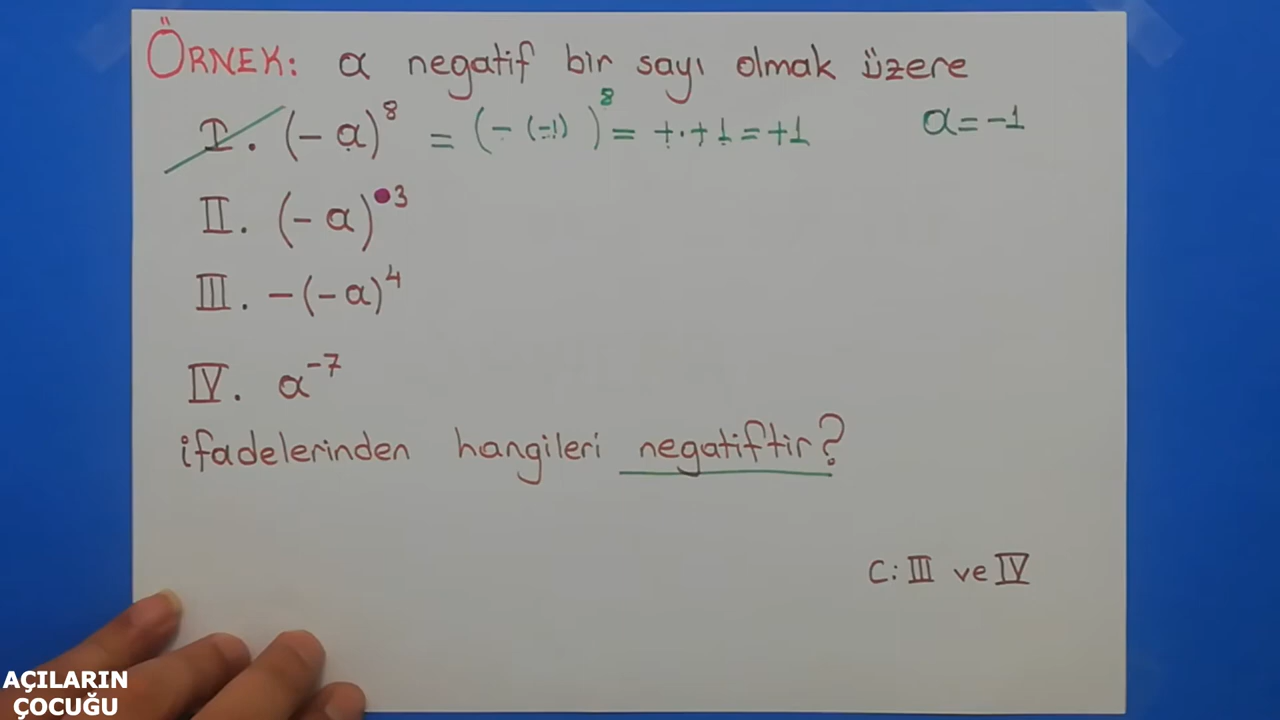 ÖRNEK: a negatif bir sayı olmak üzere
I. (- a)⁸ = (- (-1))⁸ = +·+1 = +1 a = -1
II. (- a)³
III. -(- a)⁴
IV. a⁻⁷
ifadelerinden hangileri negatiftir?
C: III ve IV
AÇILARIN
ÇOCUĞU